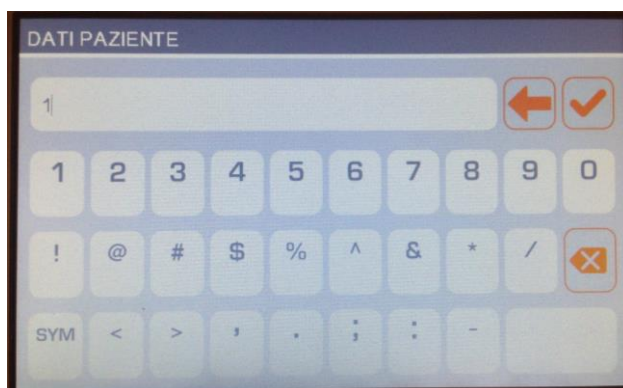 DATI PAZIENTE
1
1 2 3 4 5 6 7 8 9 0
! @ # $ % ^ & * /
SYM < > , . ; : -